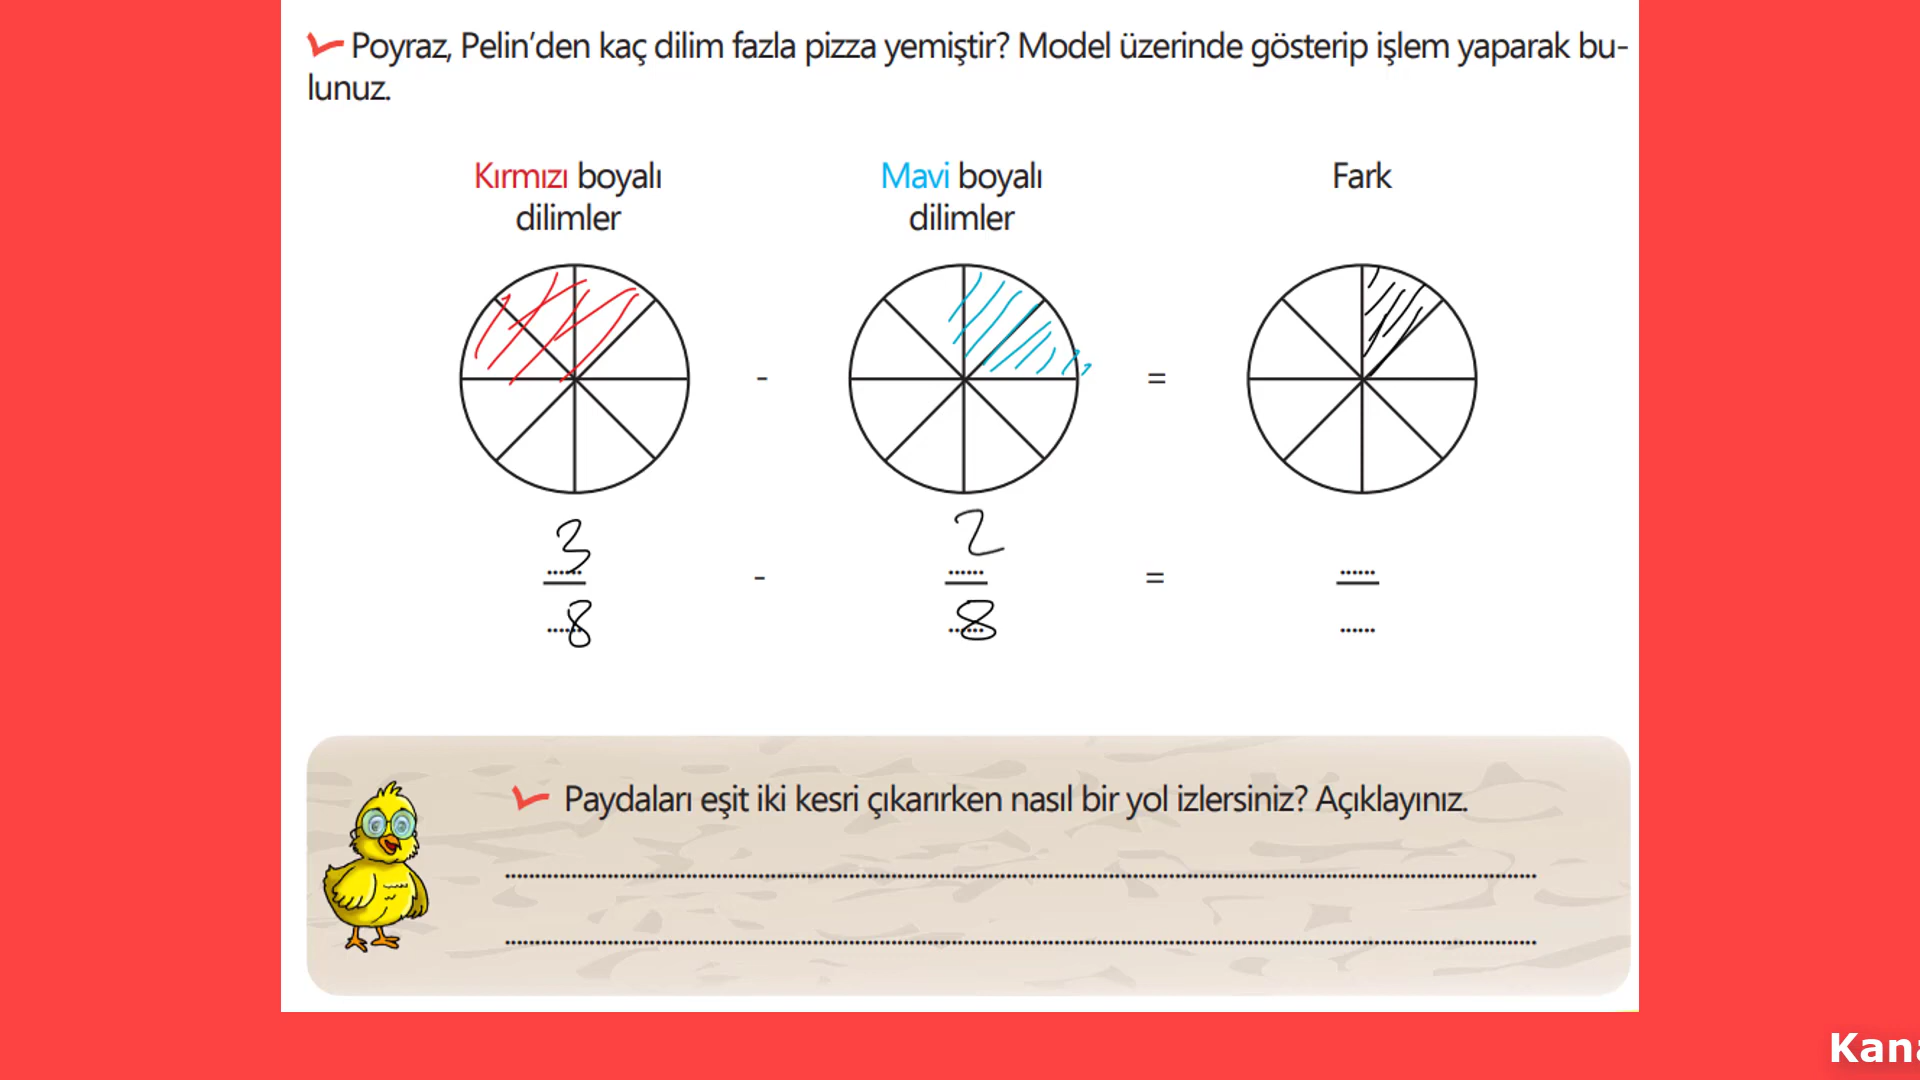 Poyraz, Pelin’den kaç dilim fazla pizza yemiştir? Model üzerinde gösterip işlem yaparak bu-
lunuz.
Kırmızı boyalı
dilimler
Mavi boyalı
dilimler
Fark
- =
3 2
...... - ...... = ......
8 8
...... ...... ......
Paydaları eşit iki kesri çıkarırken nasıl bir yol izlersiniz? Açıklayınız.
Kana